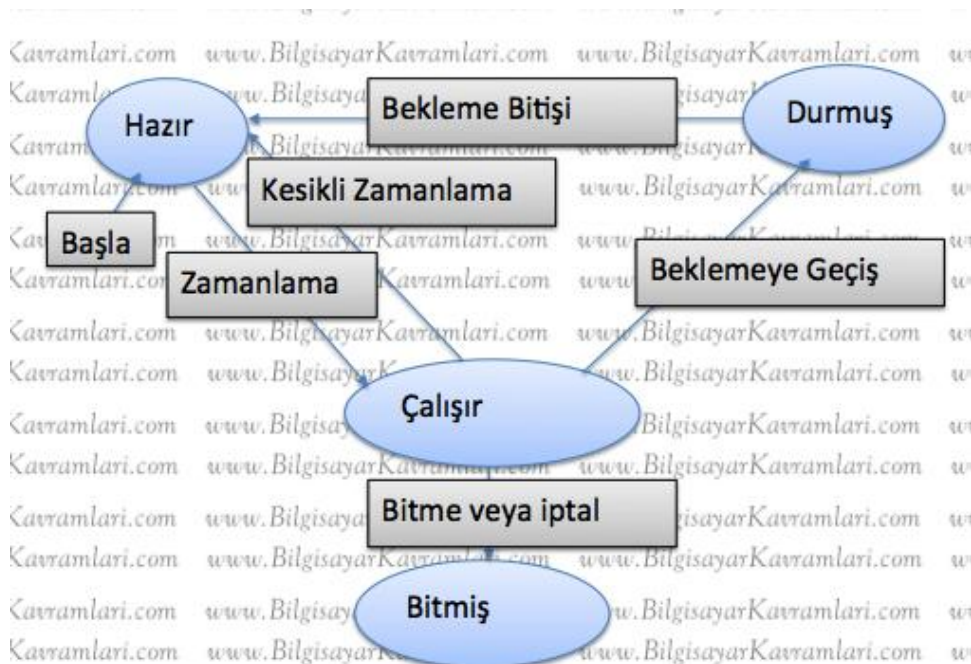 www.BilgisayarKavramlari.com
Hazır
Bekleme Bitişi
Durmuş
Kesikli Zamanlama
Başla
Zamanlama
Beklemeye Geçiş
Çalışır
Bitme veya iptal
Bitmiş